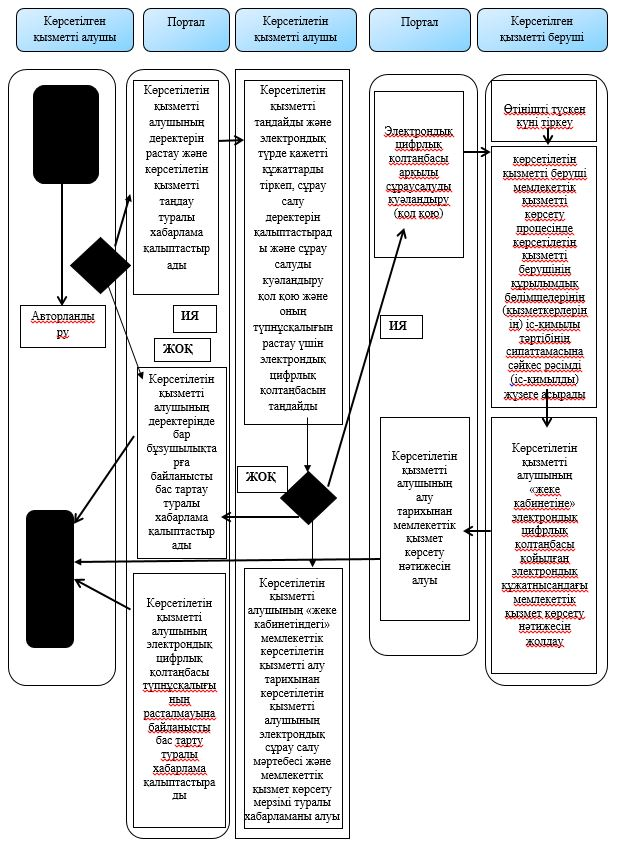 Көрсетілген
қызметті алушы
Портал
Көрсетілетін
қызметті алушы
Портал
Көрсетілген
қызметті беруші
Авторланды
ру
Көрсетілетін
қызметті
алушының
деректерін
растау және
көрсетілетін
қызметті
таңдау
туралы
хабарлама
қалыптастыр
ады
ИЯ
ЖОҚ
Көрсетілетін
қызметті
алушының
деректерінде
бар
бұзушылықта
рға
байланысты
бас тартау
туралы
хабарлама
қалыптастыр
ады
Көрсетілетін
қызметті
алушының
электрондық
цифрлық
қолтаңбасы
түпнұсқалығы
ның
расталмауына
байланысты
бас тарту
туралы
хабарлама
қалыптастыра
ды
Көрсетілетін
қызметті
таңдайды және
электрондық
түрде қажетті
құжаттарды
тіркеп, сұрау
салу
деректерін
қалыптастырад
ы және сұрау
салуды
куәландыру
қол қою және
оның
түпнұсқалығын
растау үшін
электрондық
цифрлық
қолтаңбасын
таңдайды
ЖОҚ
Көрсетілетін
қызметті
алушының «жеке
кабинетіндегі»
мемлекеттік
көрсетілетін
қызметті алу
тарихынан
көрсетілетін
қызметті
алушының
электрондық
сұрау салу
мәртебесі және
мемлекеттік
қызмет көрсету
мерзімі туралы
хабарламаны алуы
Электрондық
цифрлық
қолтанбасы
арқылы
сұраусалуды
куәландыру
(қол қою)
ИЯ
Көрсетілетін
қызметті
алушының
алу
тарихынан
мемлекеттік
қызмет
көрсету
нәтижесін
алуы
Өтінішті түскен
күні тіркеу
көрсетілетін
қызметті беруші
мемлекеттік
қызметті
көрсету
процесінде
көрсетілетін
қызметті
берушінің
құрылымдық
бөлімшелерінің
(қызметкерлерін
ің) іс-қимылы
тәртібінің
сипаттамасына
сәйкес рәсімді
(іс-қимылды)
жүзеге асырады
Көрсетілетін
қызметті
алушының
«жеке
кабинетіне»
электрондық
цифрлық
қолтанбасы
қойылған
электрондық
құжатнысандағы
мемлекеттік
қызмет көрсету
нәтижесін
жолдау